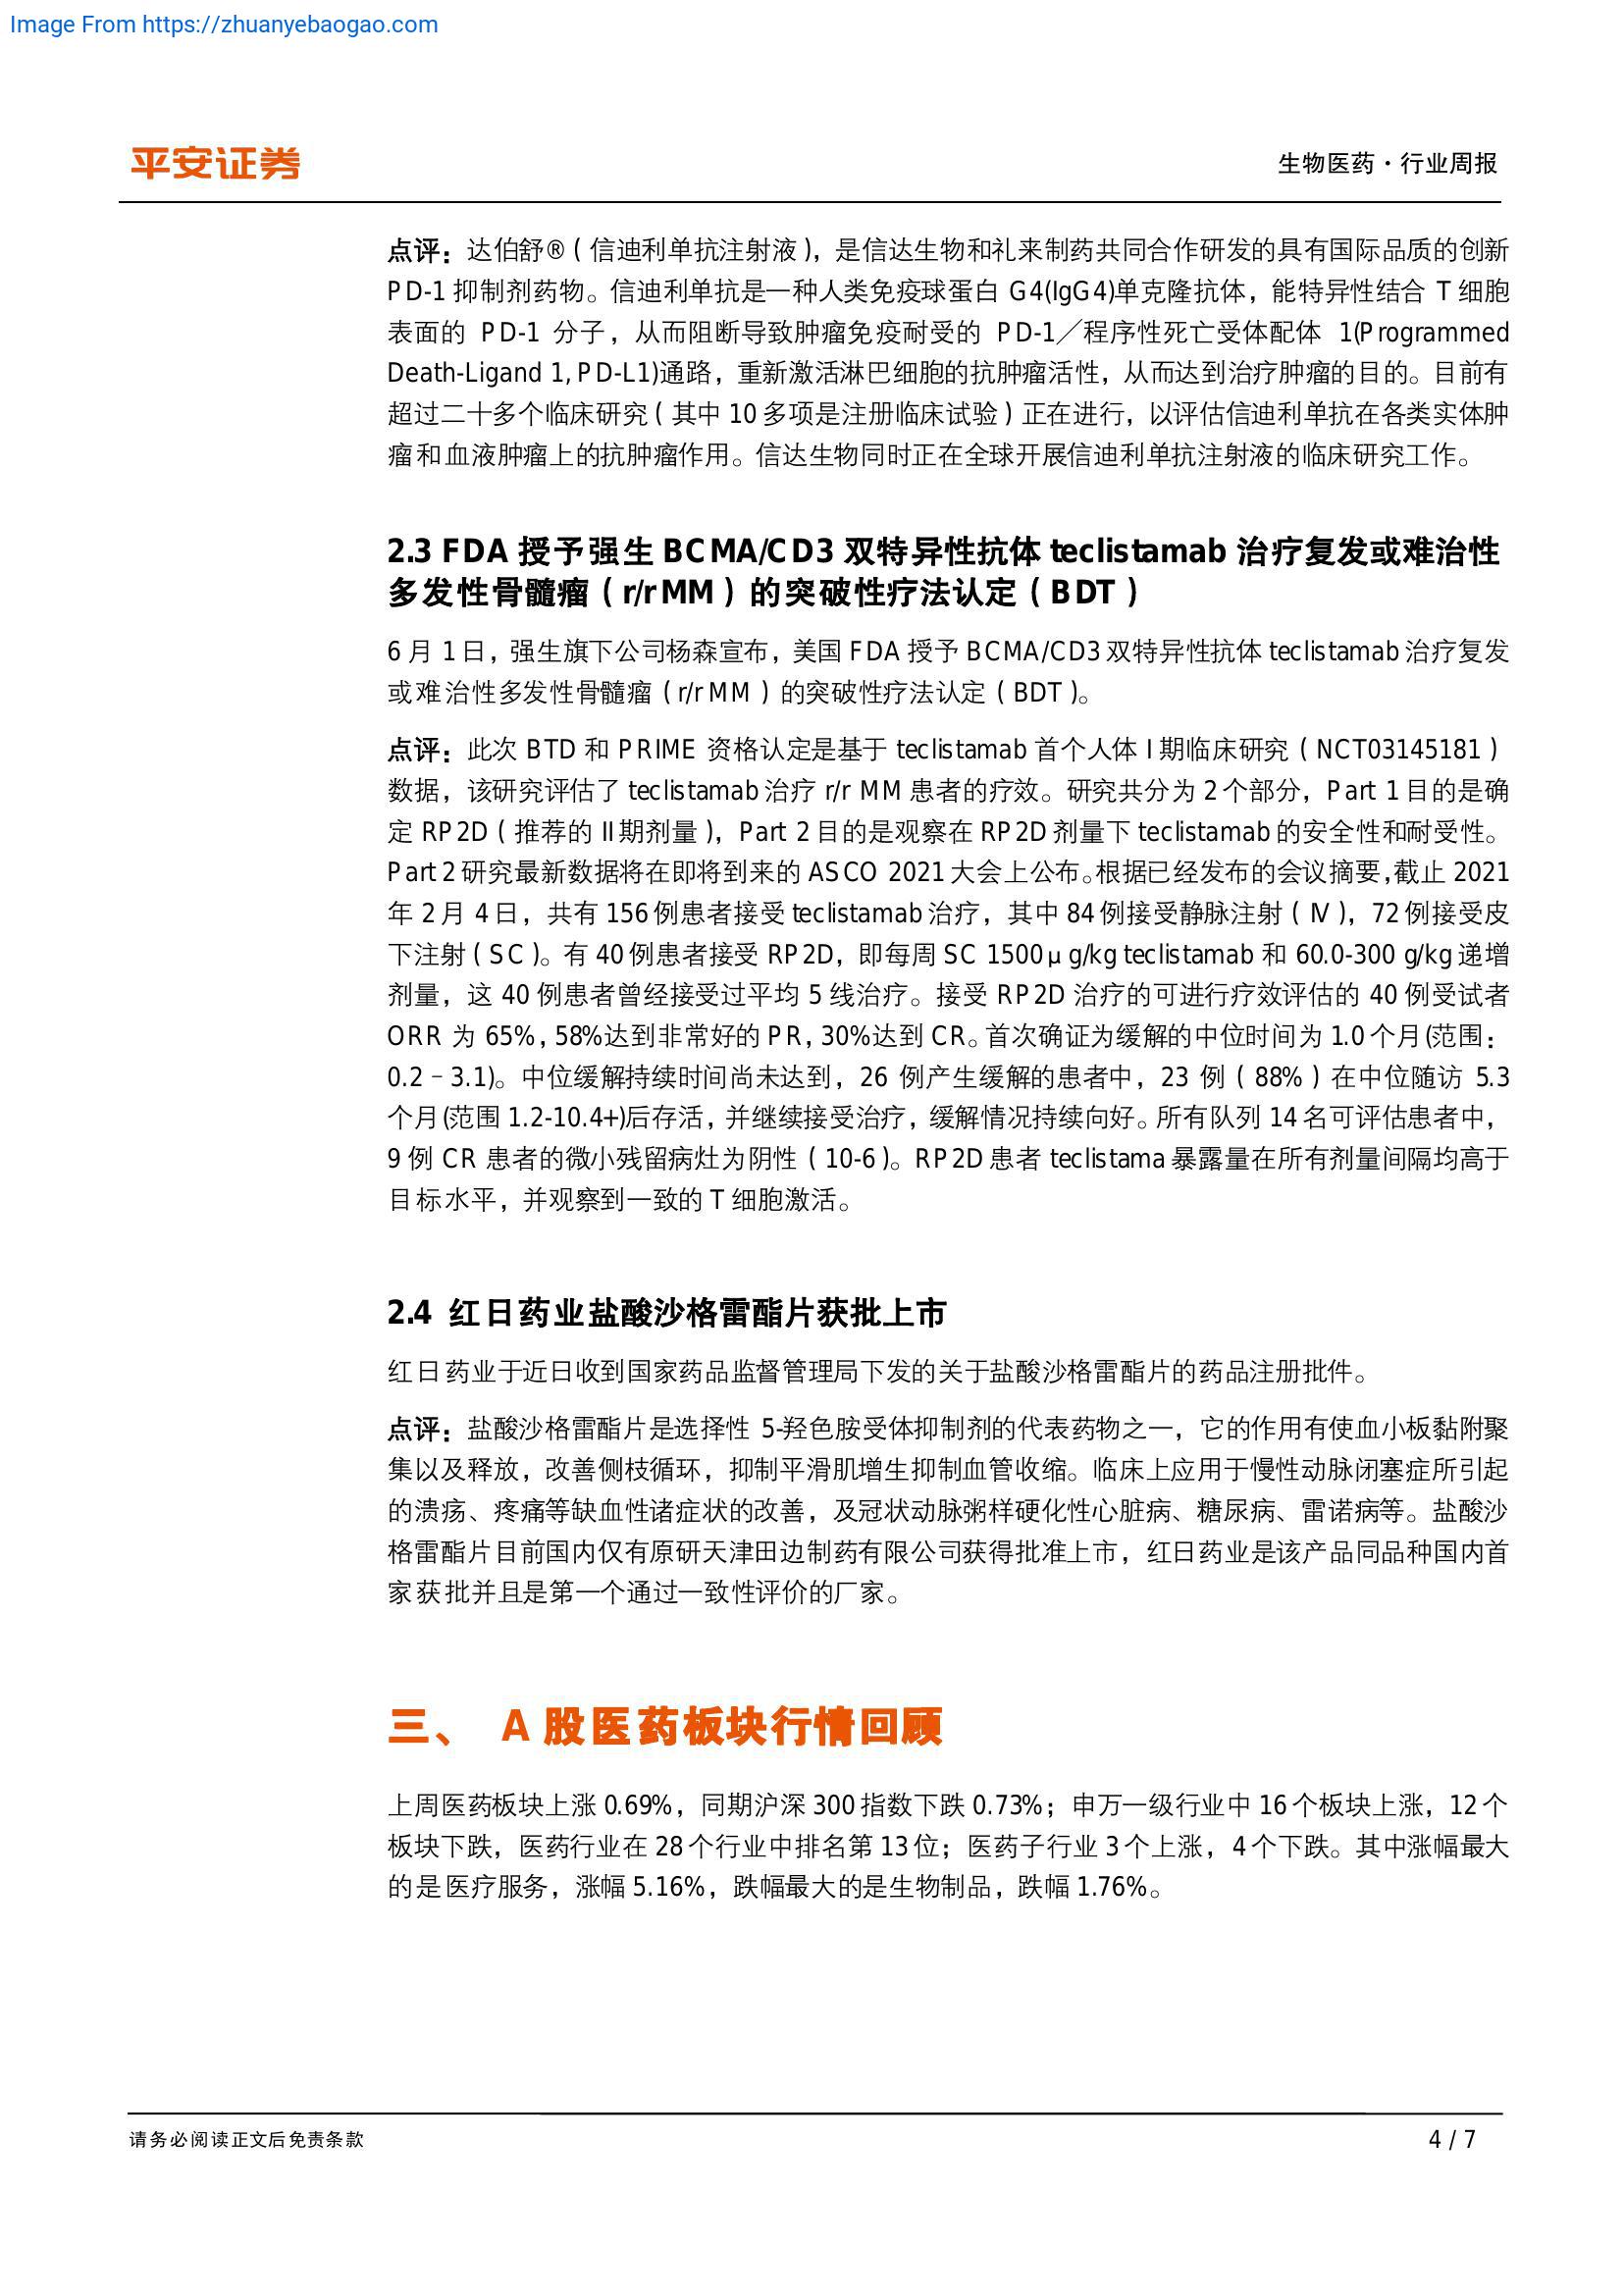 Image From https://zhuanyebaogao.com
平安证券
生物医药·行业周报
点评：达伯舒®（信迪利单抗注射液），是信达生物和礼来制药共同合作研发的具有国际品质的创新
PD-1 抑制剂药物。信迪利单抗是一种人类免疫球蛋白 G4(IgG4)单克隆抗体，能特异性结合 T 细胞
表面的 PD-1 分子，从而阻断导致肿瘤免疫耐受的 PD-1／程序性死亡受体配体 1(Programmed
Death-Ligand 1, PD-L1)通路，重新激活淋巴细胞的抗肿瘤活性，从而达到治疗肿瘤的目的。目前有
超过二十多个临床研究（其中 10 多项是注册临床试验）正在进行，以评估信迪利单抗在各类实体肿
瘤和血液肿瘤上的抗肿瘤作用。信达生物同时正在全球开展信迪利单抗注射液的临床研究工作。
2.3 FDA 授予强生 BCMA/CD3 双特异性抗体 teclistamab 治疗复发或难治性
多发性骨髓瘤（r/r MM）的突破性疗法认定（BDT）
6 月 1 日，强生旗下公司杨森宣布，美国 FDA 授予 BCMA/CD3 双特异性抗体 teclistamab 治疗复发
或难治性多发性骨髓瘤（r/r MM）的突破性疗法认定（BDT）。
点评：此次 BTD 和 PRIME 资格认定是基于 teclistamab 首个人体 I 期临床研究（NCT03145181）
数据，该研究评估了 teclistamab 治疗 r/r MM 患者的疗效。研究共分为 2 个部分，Part 1 目的是确
定 RP2D（推荐的 II 期剂量），Part 2 目的是观察在 RP2D 剂量下 teclistamab 的安全性和耐受性。
Part 2 研究最新数据将在即将到来的 ASCO 2021 大会上公布。根据已经发布的会议摘要，截止 2021
年 2 月 4 日，共有 156 例患者接受 teclistamab 治疗，其中 84 例接受静脉注射（IV），72 例接受皮
下注射（SC）。有 40 例患者接受 RP2D，即每周 SC 1500 μ g/kg teclistamab 和 60.0-300 g/kg 递增
剂量，这 40 例患者曾经接受过平均 5 线治疗。接受 RP2D 治疗的可进行疗效评估的 40 例受试者
ORR 为 65%，58%达到非常好的 PR，30%达到 CR。首次确证为缓解的中位时间为 1.0 个月(范围：
0.2–3.1)。中位缓解持续时间尚未达到，26 例产生缓解的患者中，23 例（88%）在中位随访 5.3
个月(范围 1.2-10.4+)后存活，并继续接受治疗，缓解情况持续向好。所有队列 14 名可评估患者中，
9 例 CR 患者的微小残留病灶为阴性（10-6）。RP2D 患者 teclistama 暴露量在所有剂量间隔均高于
目标水平，并观察到一致的 T 细胞激活。
2.4 红日药业盐酸沙格雷酯片获批上市
红日药业于近日收到国家药品监督管理局下发的关于盐酸沙格雷酯片的药品注册批件。
点评：盐酸沙格雷酯片是选择性 5-羟色胺受体抑制剂的代表药物之一，它的作用有使血小板黏附聚
集以及释放，改善侧枝循环，抑制平滑肌增生抑制血管收缩。临床上应用于慢性动脉闭塞症所引起
的溃疡、疼痛等缺血性诸症状的改善，及冠状动脉粥样硬化性心脏病、糖尿病、雷诺病等。盐酸沙
格雷酯片目前国内仅有原研天津田边制药有限公司获得批准上市，红日药业是该产品同品种国内首
家获批并且是第一个通过一致性评价的厂家。
三、 A 股医药板块行情回顾
上周医药板块上涨 0.69%，同期沪深 300 指数下跌 0.73%；申万一级行业中 16 个板块上涨，12 个
板块下跌，医药行业在 28 个行业中排名第 13 位；医药子行业 3 个上涨，4 个下跌。其中涨幅最大
的是医疗服务，涨幅 5.16%，跌幅最大的是生物制品，跌幅 1.76%。
请务必阅读正文后免责条款
4 / 7